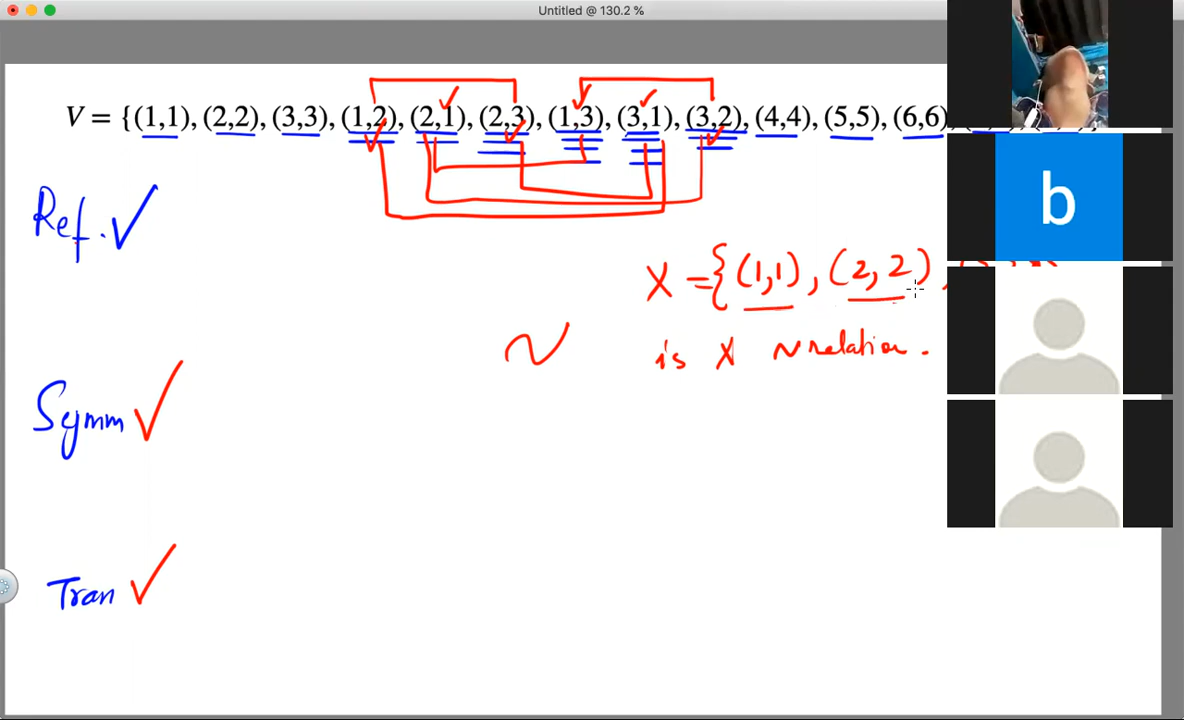 Untitled @ 130.2 %
V = {(1,1), (2,2), (3,3), (1,2), (2,1), (2,3), (1,3), (3,1), (3,2), (4,4), (5,5), (6,6)
Ref. ✓
b
X = {(1,1), (2,2)
~
is X ~ relation.
Symm ✓
Tran ✓